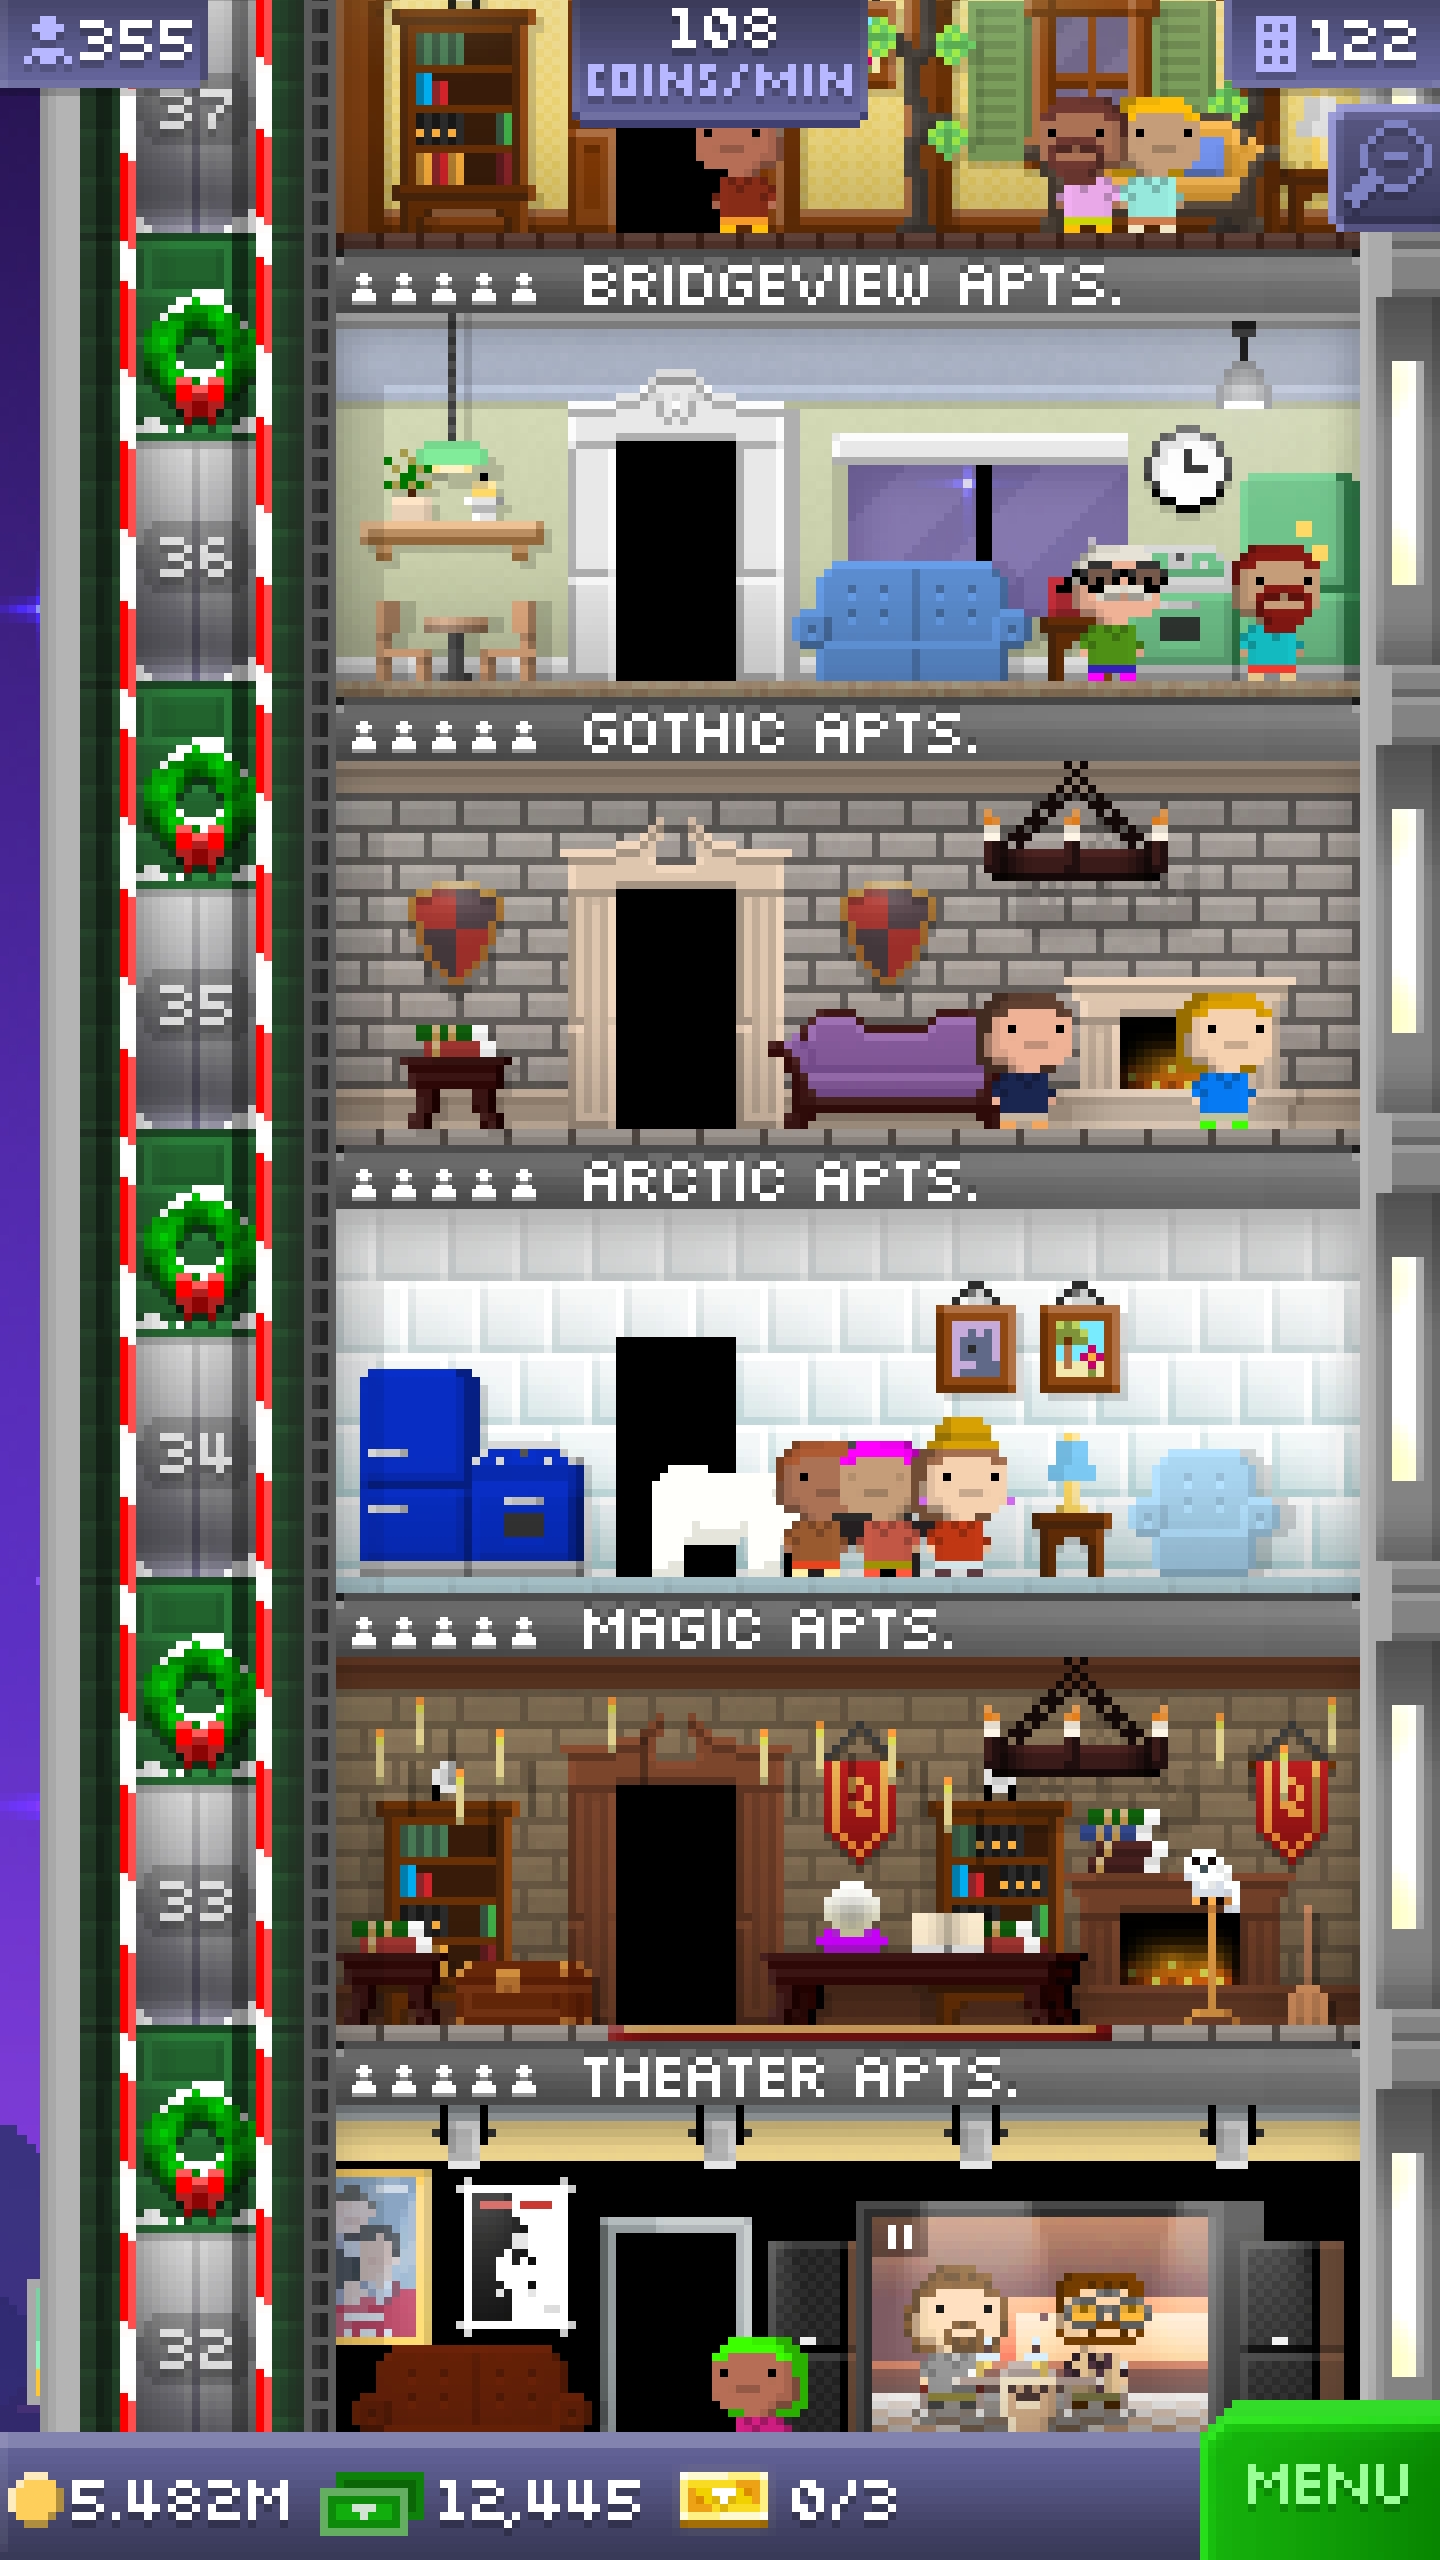 355
108
COINS/MIN
122
37
BRIDGEVIEW APTS.
36
GOTHIC APTS.
35
ARCTIC APTS.
34
MAGIC APTS.
33
THEATER APTS.
32
5.482M
12,445
0/3
MENU